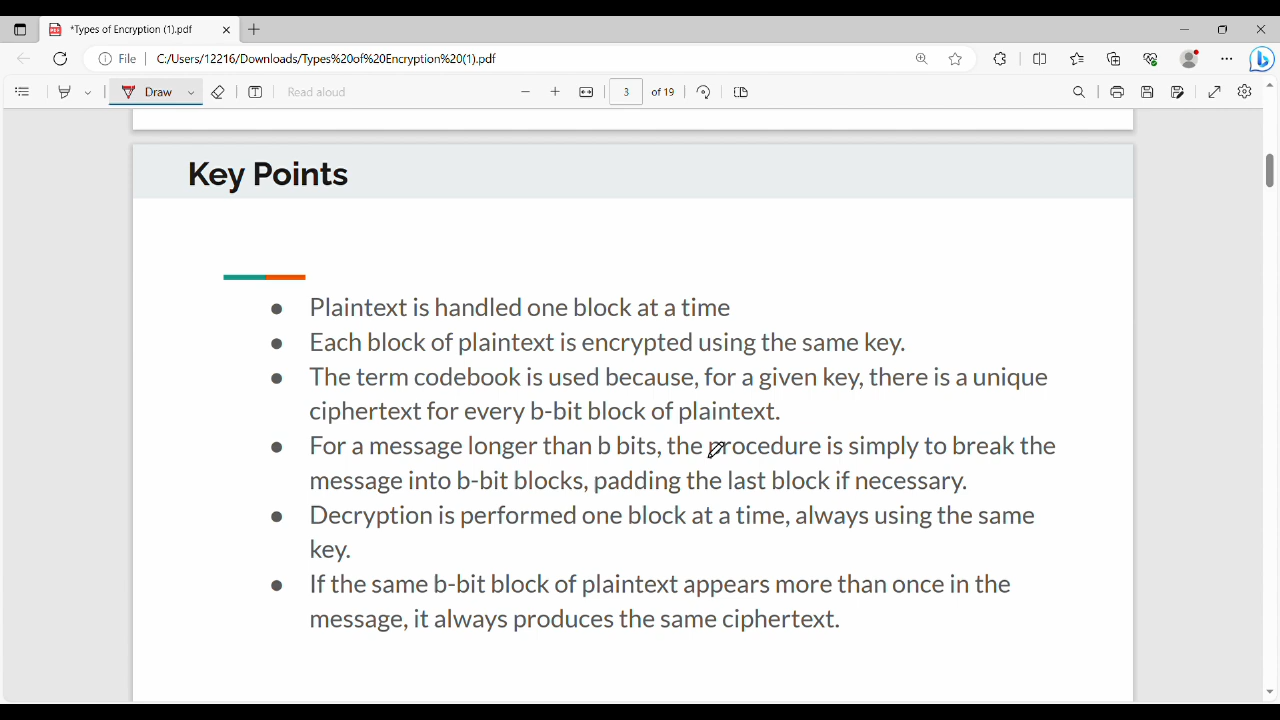 *Types of Encryption (1).pdf
File
C:/Users/12216/Downloads/Types%20of%20Encryption%20(1).pdf
Draw
Read aloud
3
of 19
Key Points
● Plaintext is handled one block at a time
● Each block of plaintext is encrypted using the same key.
● The term codebook is used because, for a given key, there is a unique
ciphertext for every b-bit block of plaintext.
● For a message longer than b bits, the procedure is simply to break the
message into b-bit blocks, padding the last block if necessary.
● Decryption is performed one block at a time, always using the same
key.
● If the same b-bit block of plaintext appears more than once in the
message, it always produces the same ciphertext.